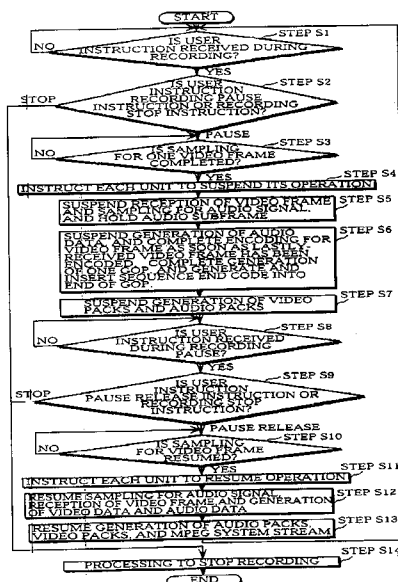 START
STEP S1
IS USER
INSTRUCTION RECEIVED DURING
RECORDING?
NO
YES
STEP S2
IS USER
INSTRUCTION
RECORDING PAUSE
INSTRUCTION OR RECORDING
STOP INSTRUCTION?
STOP
PAUSE
STEP S3
IS SAMPLING
FOR ONE VIDEO FRAME
COMPLETED?
NO
YES
STEP S4
INSTRUCT EACH UNIT TO SUSPEND ITS OPERATION
STEP S5
SUSPEND RECEPTION OF VIDEO FRAME
AND SAMPLING FOR AUDIO SIGNAL,
AND HOLD AUDIO SUBFRAME
STEP S6
SUSPEND GENERATION OF AUDIO
DATA, AND COMPLETE ENCODING FOR
VIDEO FRAME AS SOON AS LASTLY-
RECEIVED VIDEO FRAME HAS BEEN
ENCODED. COMPLETE GENERATION
OF ONE GOP, AND GENERATE AND
INSERT SEQUENCE END CODE INTO
END OF GOP.
STEP S7
SUSPEND GENERATION OF VIDEO
PACKS AND AUDIO PACKS
STEP S8
IS USER
INSTRUCTION RECEIVED
DURING RECORDING
PAUSE?
NO
YES
STEP S9
IS USER
INSTRUCTION
PAUSE RELEASE INSTRUCTION OR
RECORDING STOP
INSTRUCTION?
STOP
PAUSE RELEASE
STEP S10
IS SAMPLING
FOR VIDEO FRAME
RESUMED?
NO
YES
STEP S11
INSTRUCT EACH UNIT TO RESUME OPERATION
STEP S12
RESUME SAMPLING FOR AUDIO SIGNAL,
RECEPTION OF VIDEO FRAME AND GENERATION
OF VIDEO DATA AND AUDIO DATA
STEP S13
RESUME GENERATION OF AUDIO PACKS,
VIDEO PACKS, AND MPEG SYSTEM STREAM
STEP S14
PROCESSING TO STOP RECORDING
END